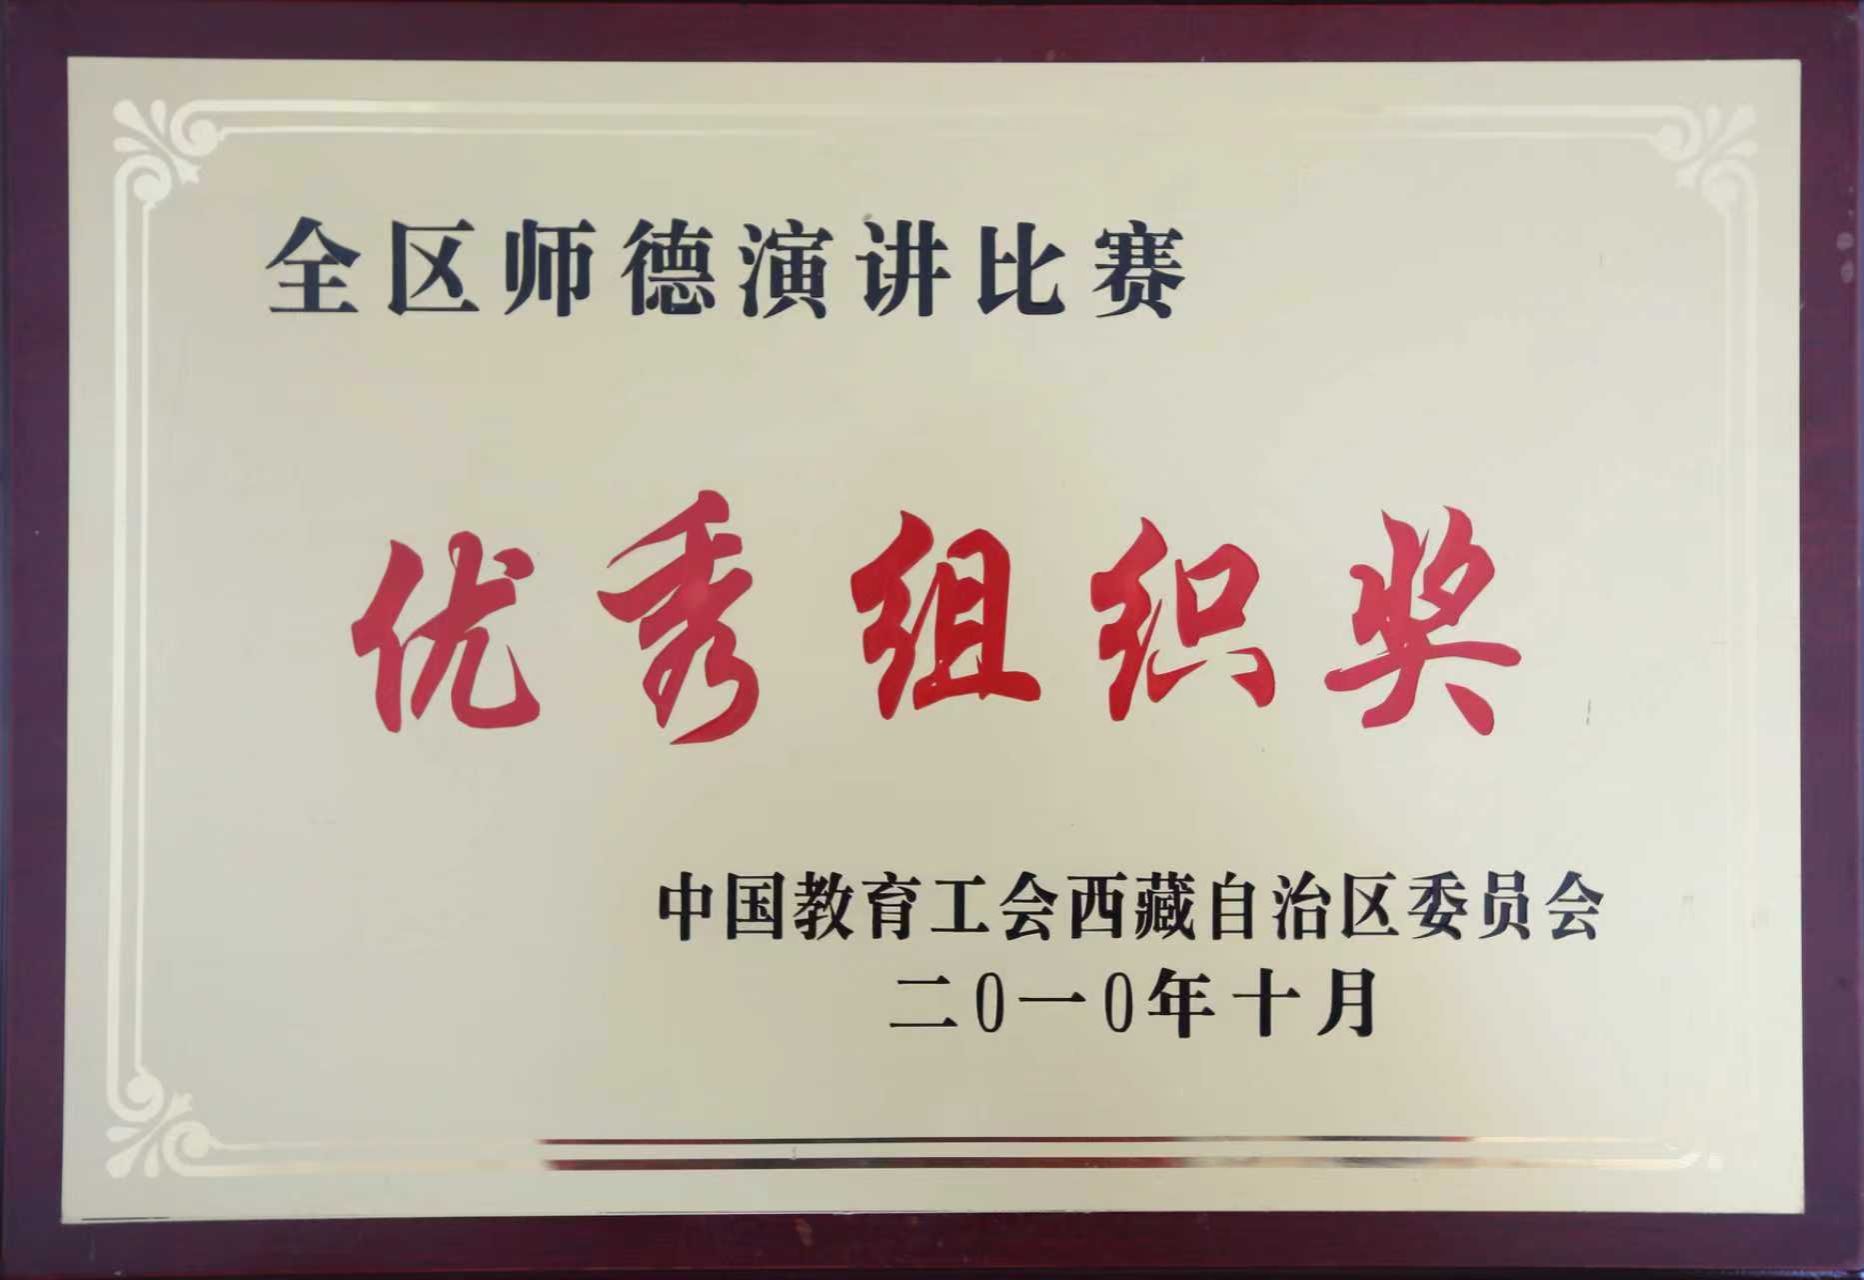 全区师德演讲比赛
优秀组织奖
中国教育工会西藏自治区委员会
二0一0年十月